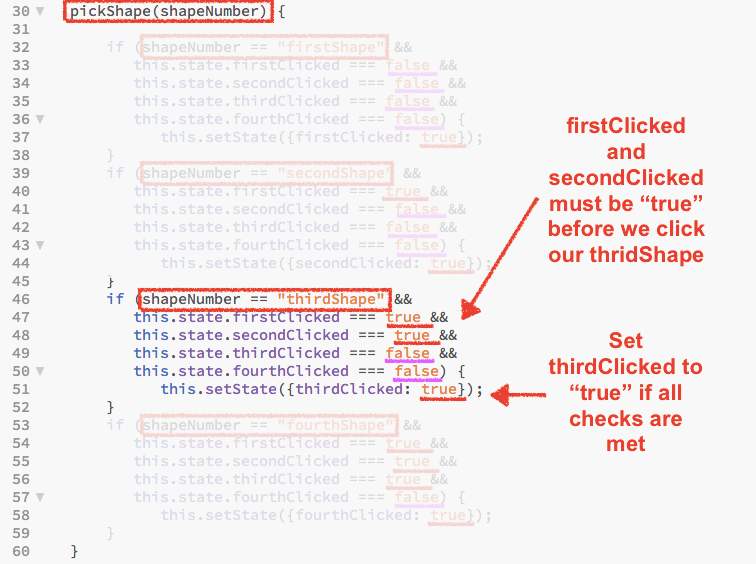 30 ▼ pickShape(shapeNumber) {
31
32 if (shapeNumber == "firstShape" &&
33 this.state.firstClicked === false &&
34 this.state.secondClicked === false &&
35 this.state.thirdClicked === false &&
36 ▼ this.state.fourthClicked === false) {
37 this.setState({firstClicked: true});
38 }
39 if (shapeNumber == "secondShape" &&
40 this.state.firstClicked === true &&
41 this.state.secondClicked === false &&
42 this.state.thirdClicked === false &&
43 ▼ this.state.fourthClicked === false) {
44 this.setState({secondClicked: true});
45 }
46 if (shapeNumber == "thirdShape" &&
47 this.state.firstClicked === true &&
48 this.state.secondClicked === true &&
49 this.state.thirdClicked === false &&
50 ▼ this.state.fourthClicked === false) {
51 this.setState({thirdClicked: true});
52 }
53 if (shapeNumber == "fourthShape" &&
54 this.state.firstClicked === true &&
55 this.state.secondClicked === true &&
56 this.state.thirdClicked === true &&
57 ▼ this.state.fourthClicked === false) {
58 this.setState({fourthClicked: true});
59 }
60 }
firstClicked
and
secondClicked
must be “true”
before we click
our thridShape
Set
thirdClicked to
“true” if all
checks are
met